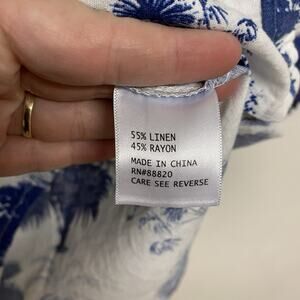 55% LINEN
45% RAYON
MADE IN CHINA
RN#88820
CARE SEE REVERSE